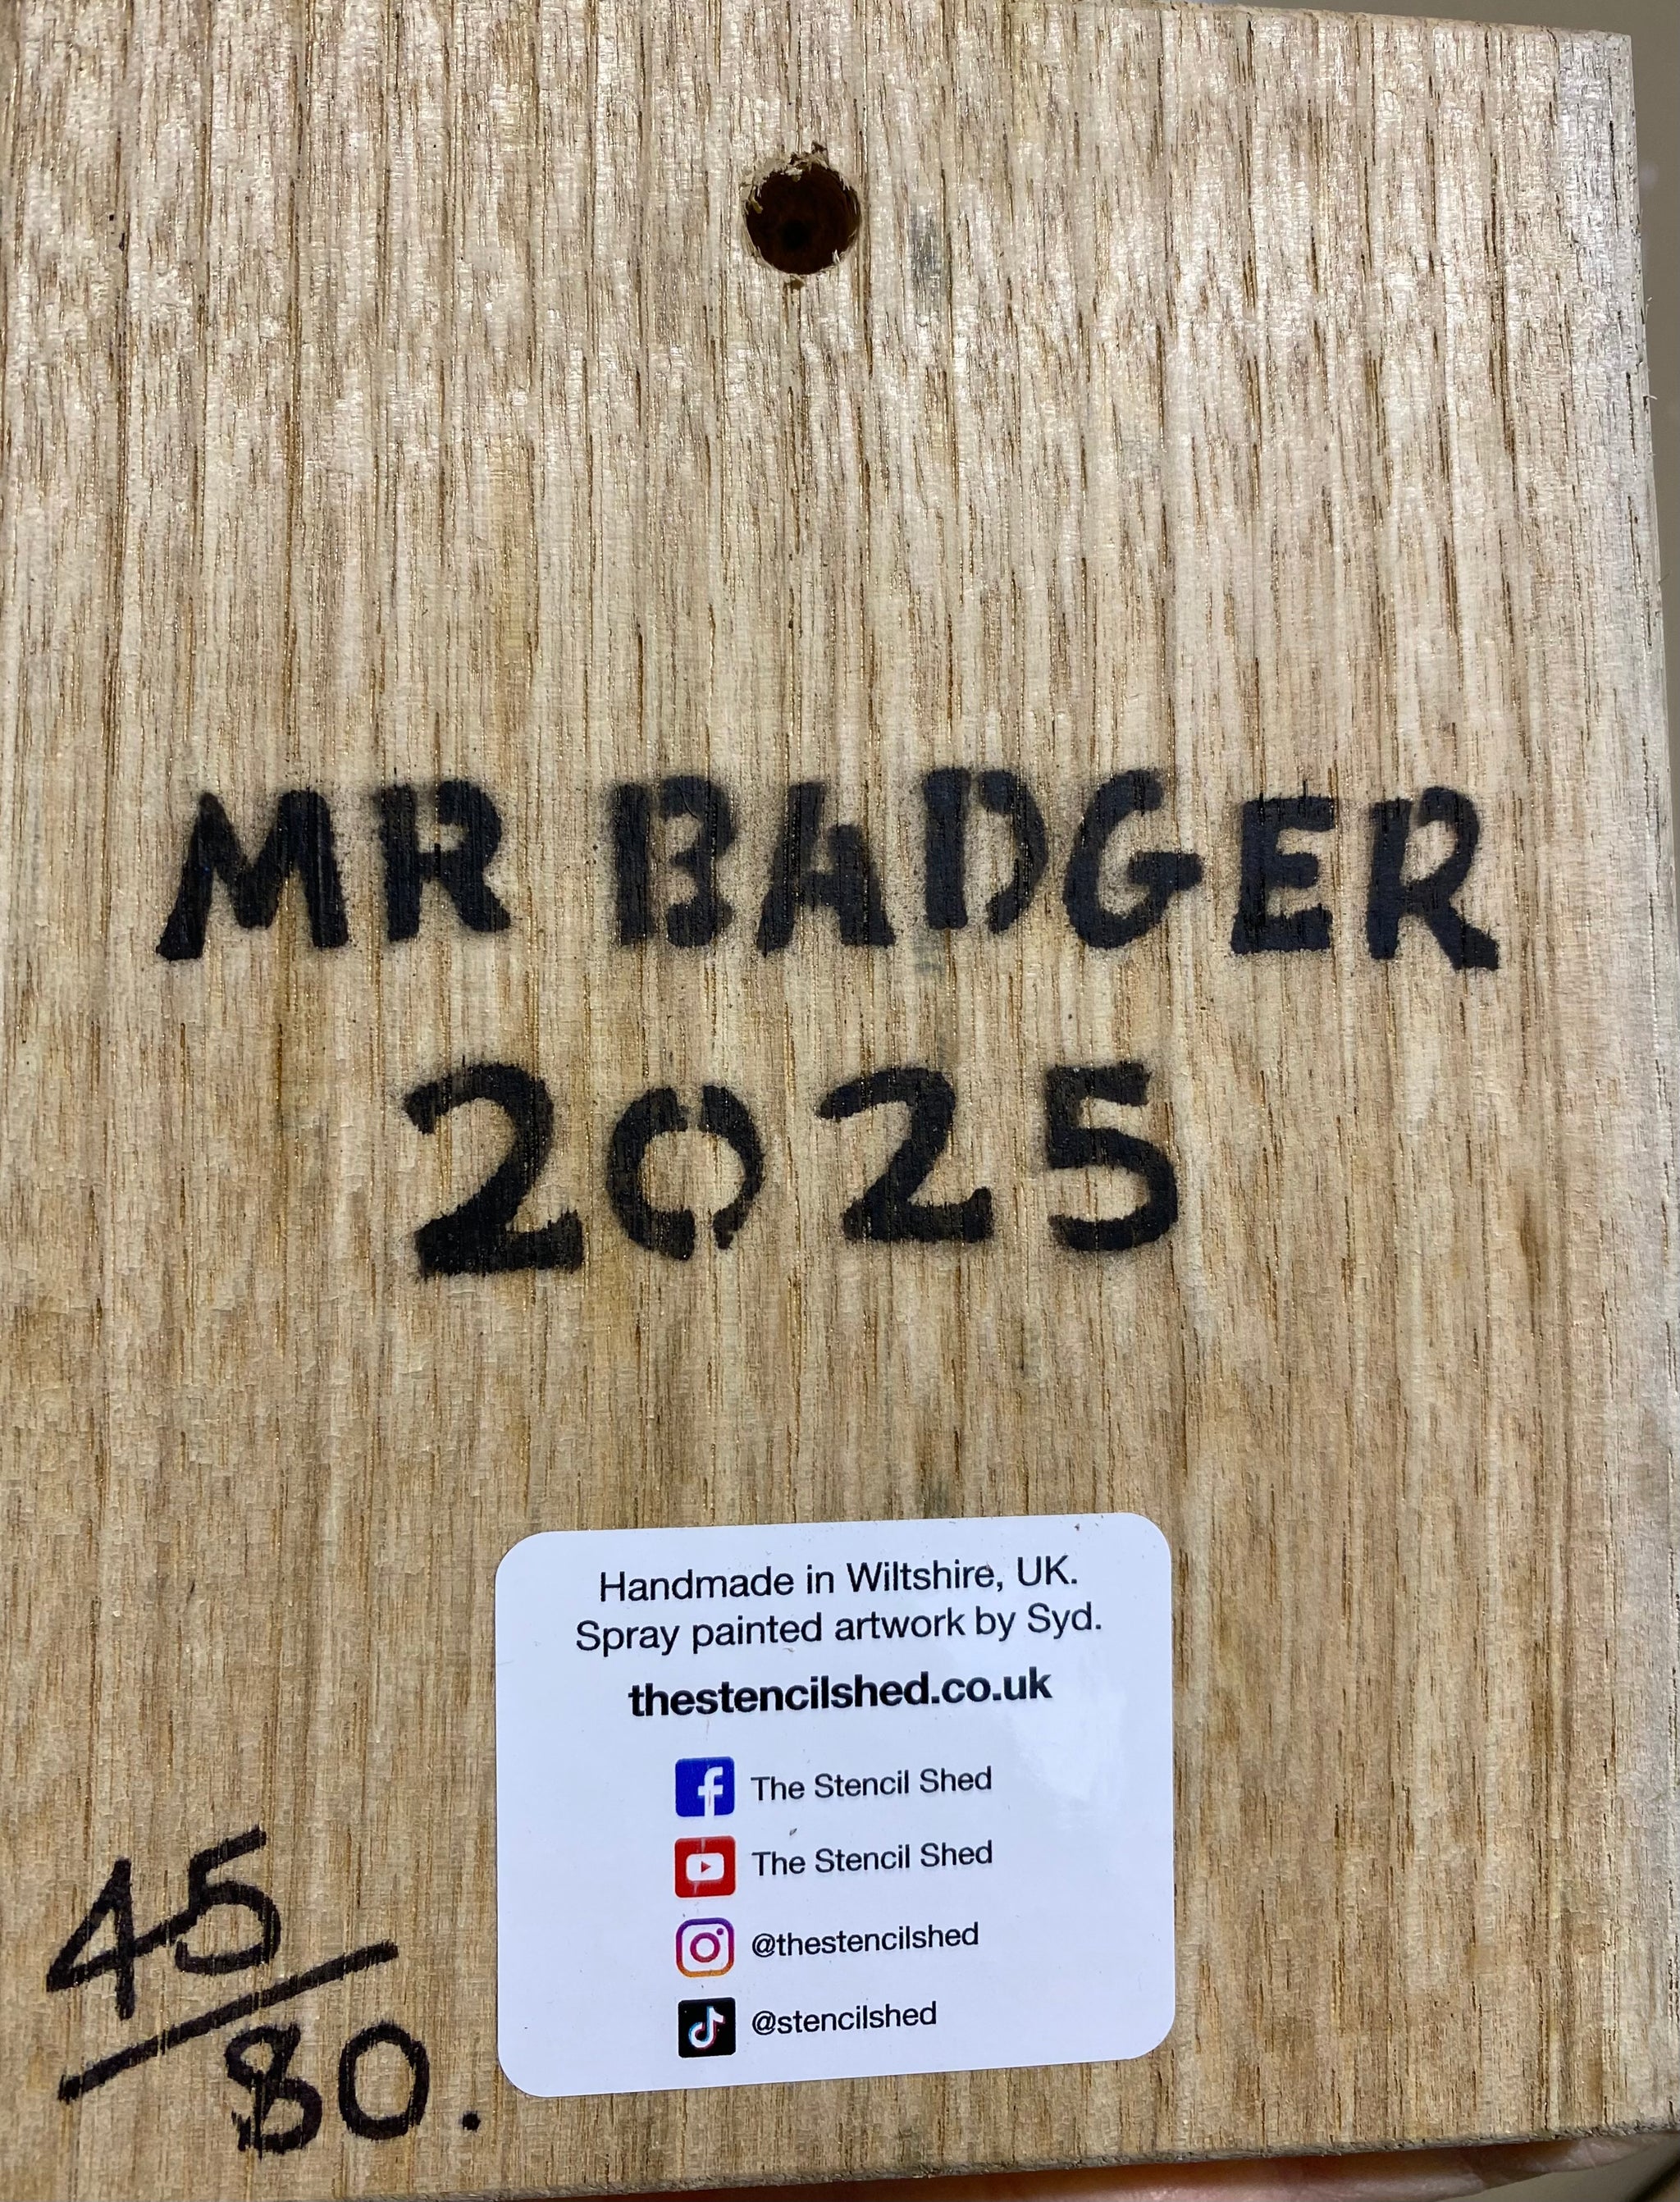 MR BADGER
2025
Handmade in Wiltshire, UK.
Spray painted artwork by Syd.
thestencilshed.co.uk
The Stencil Shed
The Stencil Shed
@thestencilshed
@stencilshed
45
80.